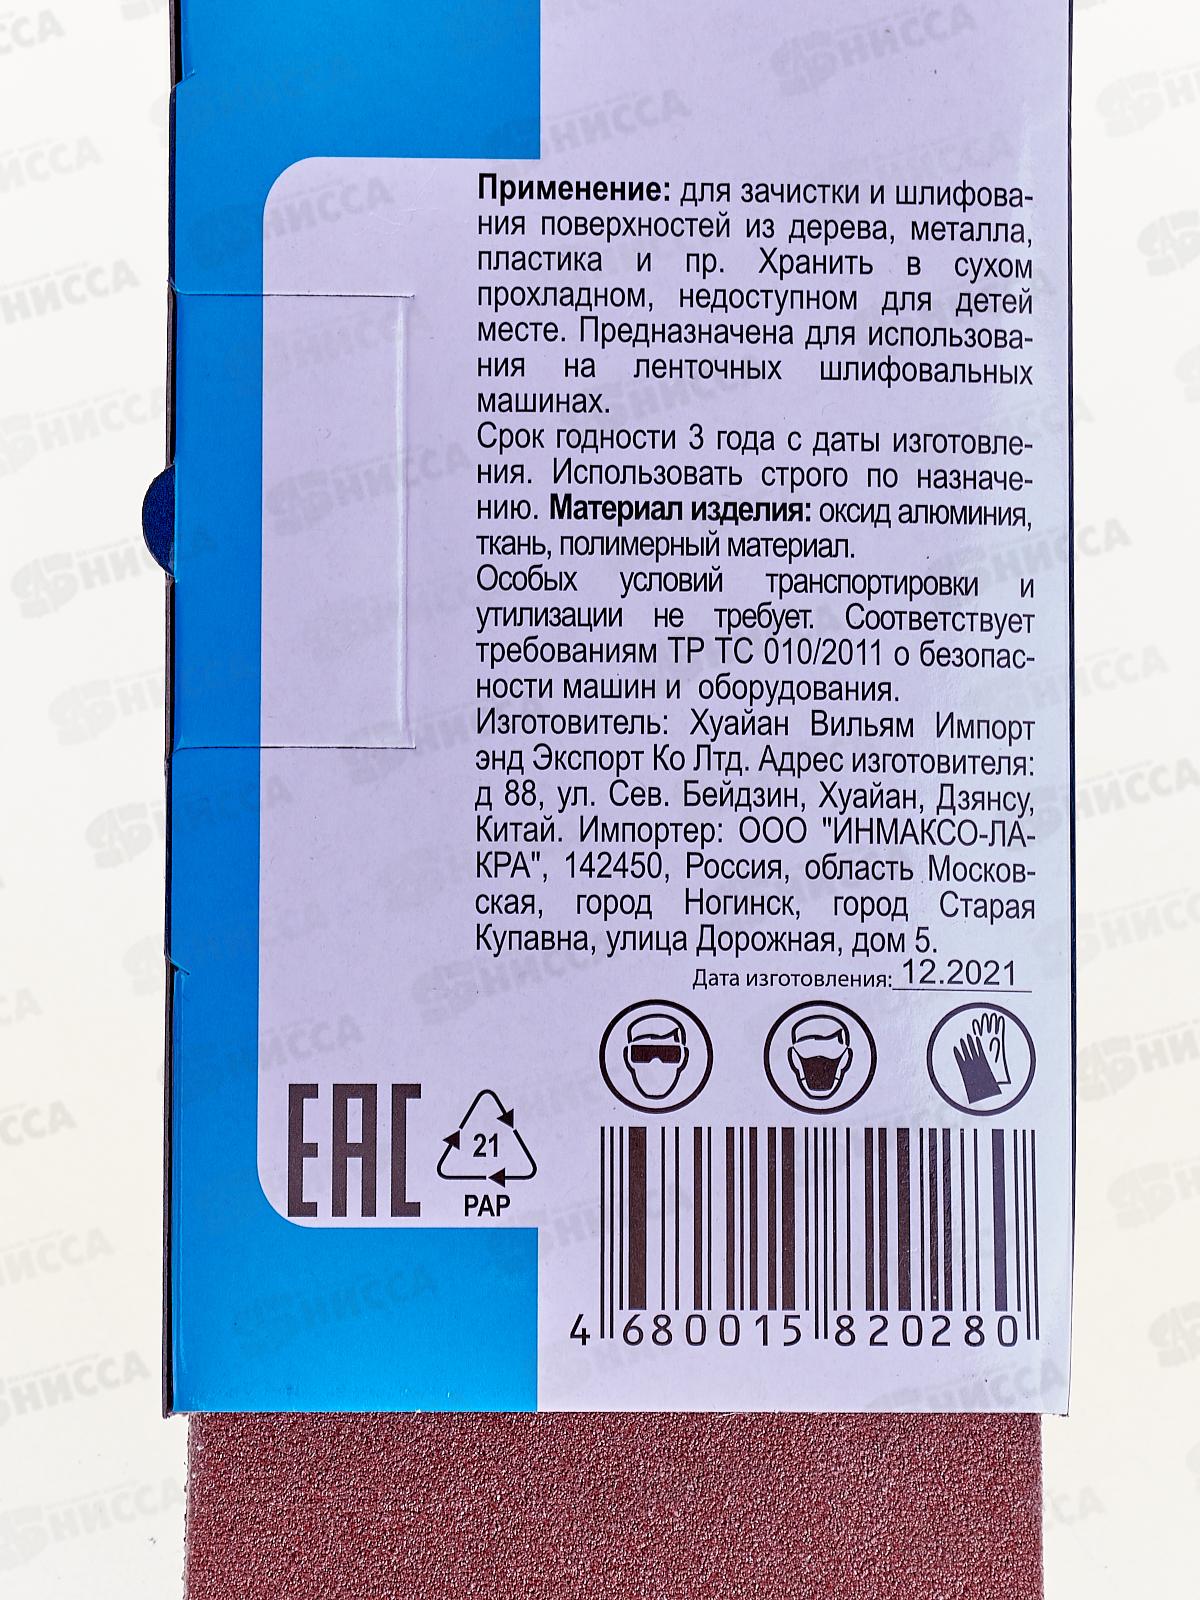 Применение: для зачистки и шлифова-
ния поверхностей из дерева, металла,
пластика и пр. Хранить в сухом
прохладном, недоступном для детей
месте. Предназначена для использова-
ния на ленточных шлифовальных
машинах.
Срок годности 3 года с даты изготовле-
ния. Использовать строго по назначе-
нию. Материал изделия: оксид алюминия,
ткань, полимерный материал.
Особых условий транспортировки и
утилизации не требует. Соответствует
требованиям ТР ТС 010/2011 о безопас-
ности машин и оборудования.
Изготовитель: Хуайан Вильям Импорт
энд Экспорт Ко Лтд. Адрес изготовителя:
д 88, ул. Сев. Бейдзин, Хуайан, Дзянсу,
Китай. Импортер: ООО "ИНМАКСО-ЛА-
КРА", 142450, Россия, область Москов-
ская, город Ногинск, город Старая
Купавна, улица Дорожная, дом 5.
Дата изготовления: 12.2021
EAC
21
PAP
4 680015 820280
НИССА